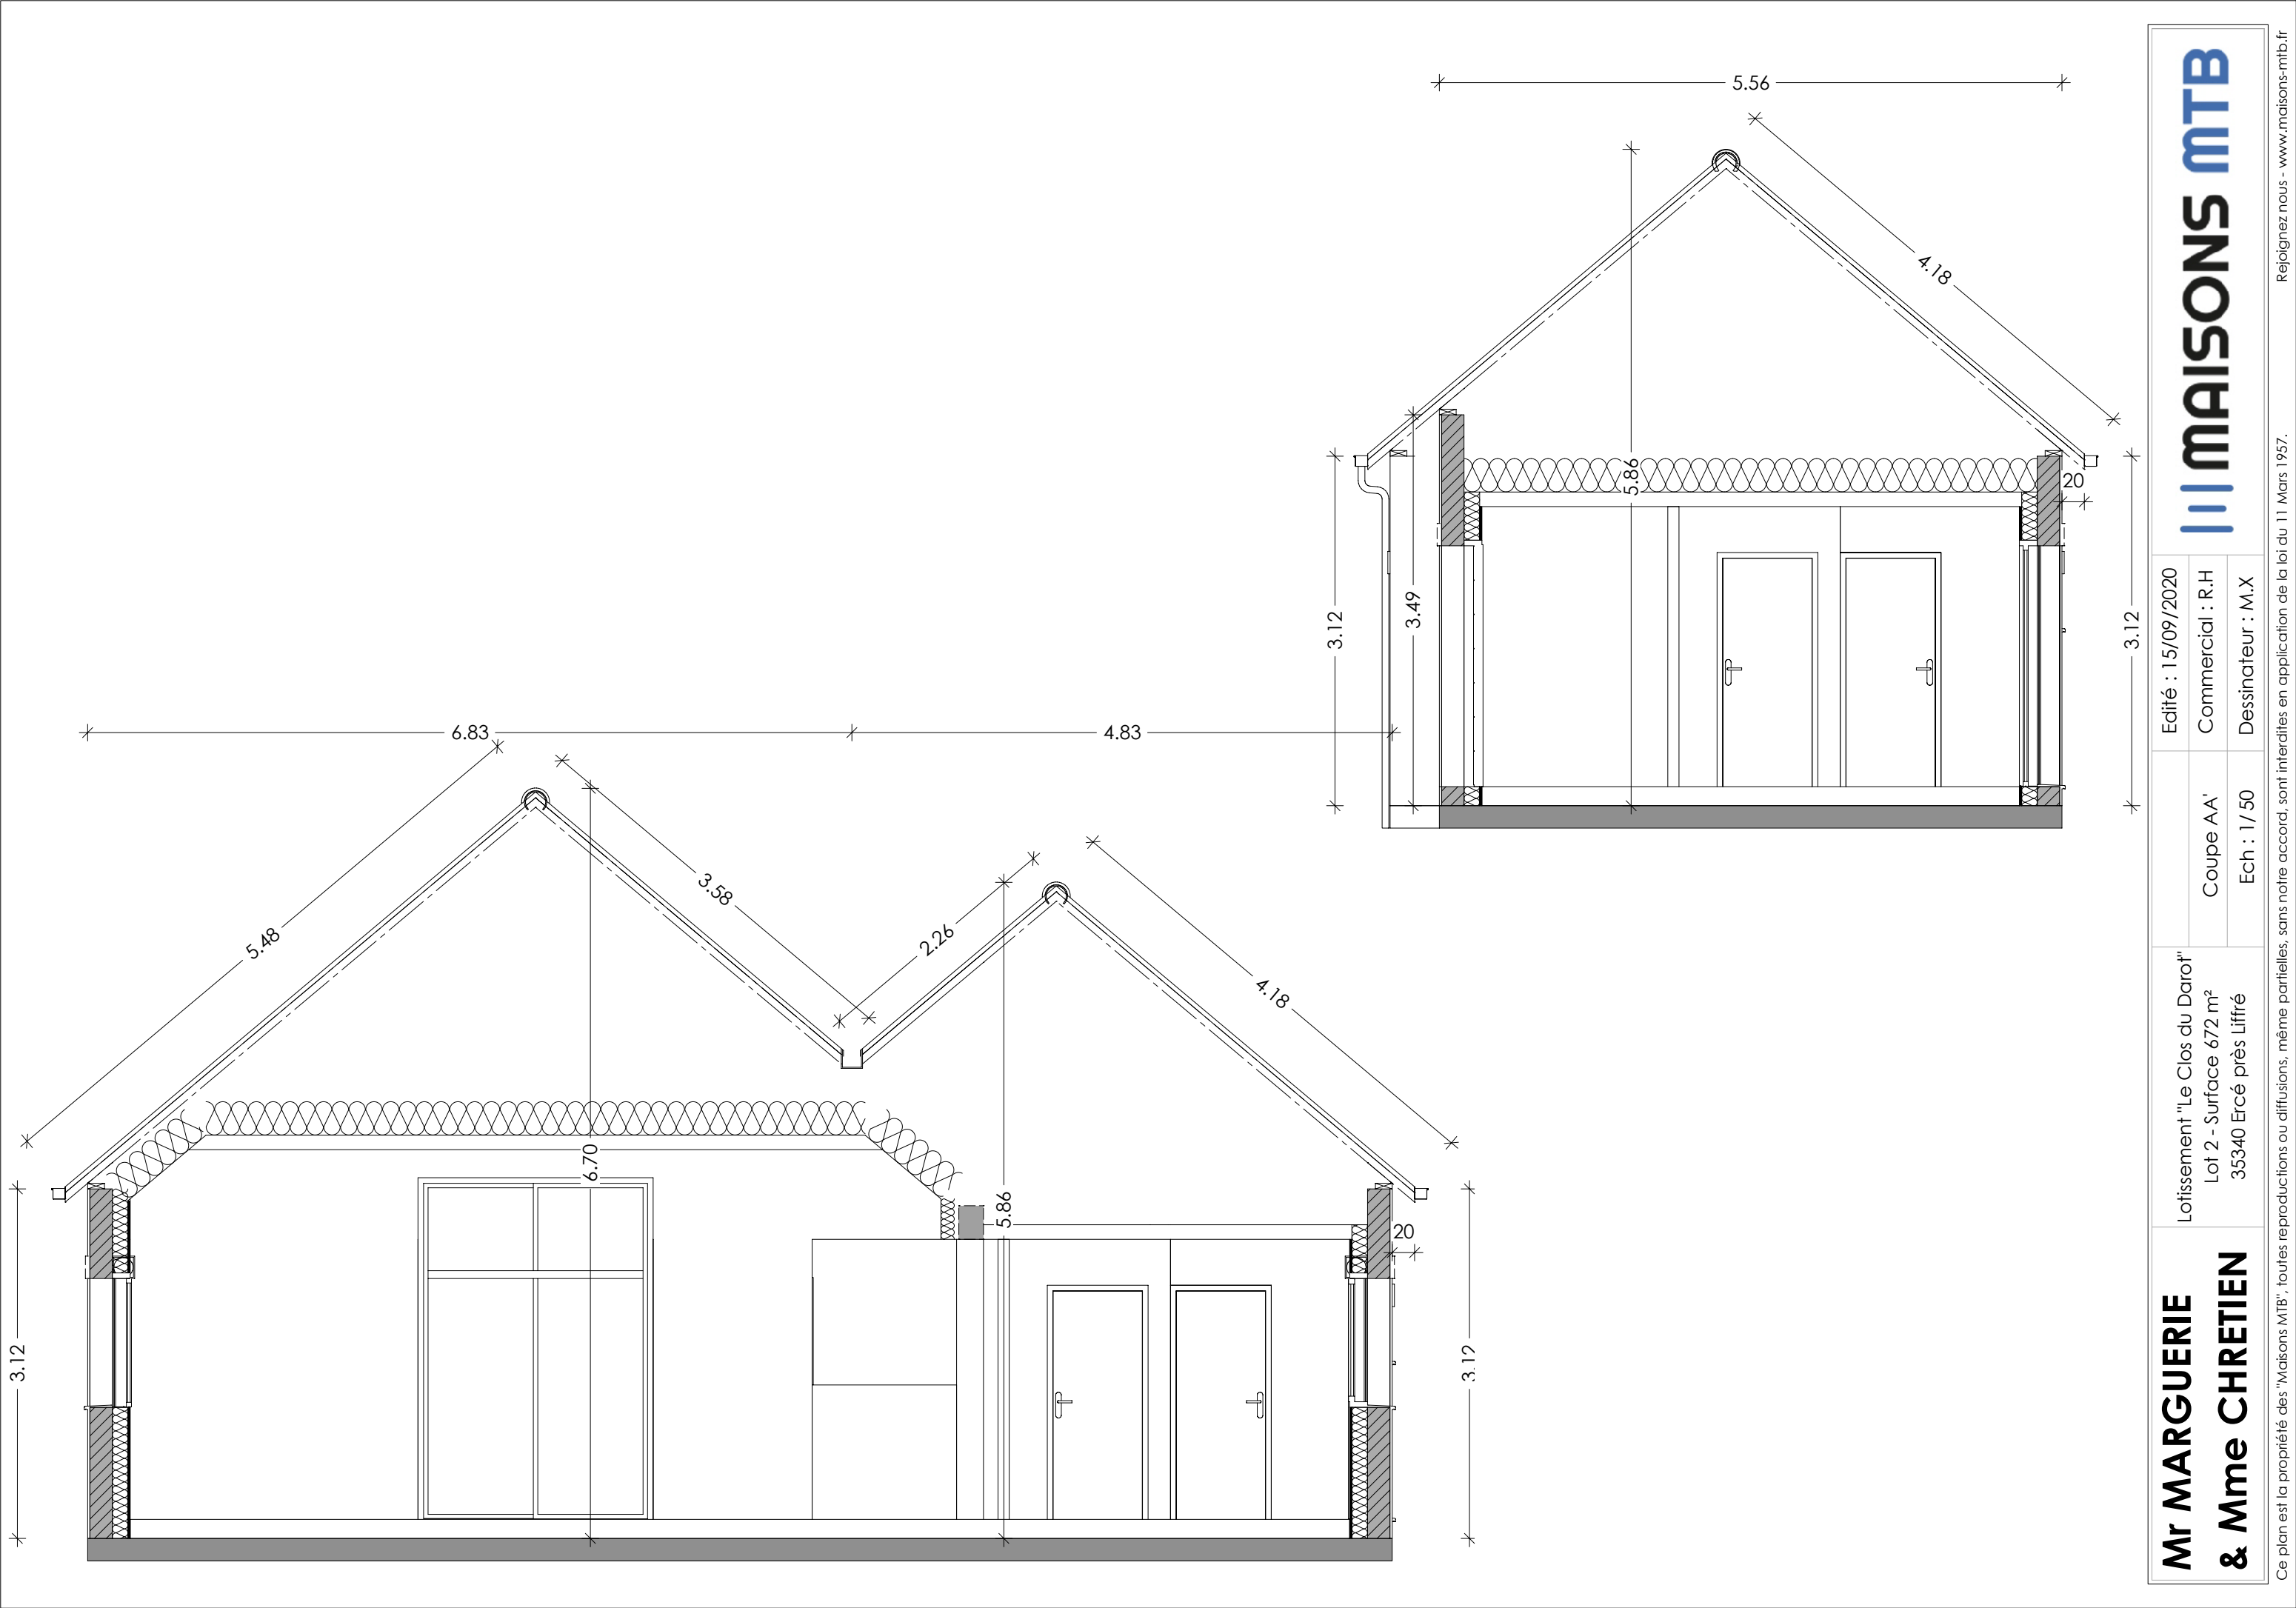 5.56
4.18
5.86
20
3.12
3.49
3.12
6.83
4.83
5.48
3.58
2.26
4.18
6.70
5.86
20
3.12
3.12
Mr MARGUERIE
& Mme CHRETIEN
Lotissement "Le Clos du Darot"
Lot 2 - Surface 672 m²
35340 Ercé près Liffré
Coupe AA'
Ech : 1/ 50
Edité : 15/09/2020
Commercial : R.H
Dessinateur : M.X
MAISONS MTB
Ce plan est la propriété des "Maisons MTB", toutes reproductions ou diffusions, même partielles, sans notre accord, sont interdites en application de la loi du 11 Mars 1957.
Rejoignez nous - www.maisons-mtb.fr